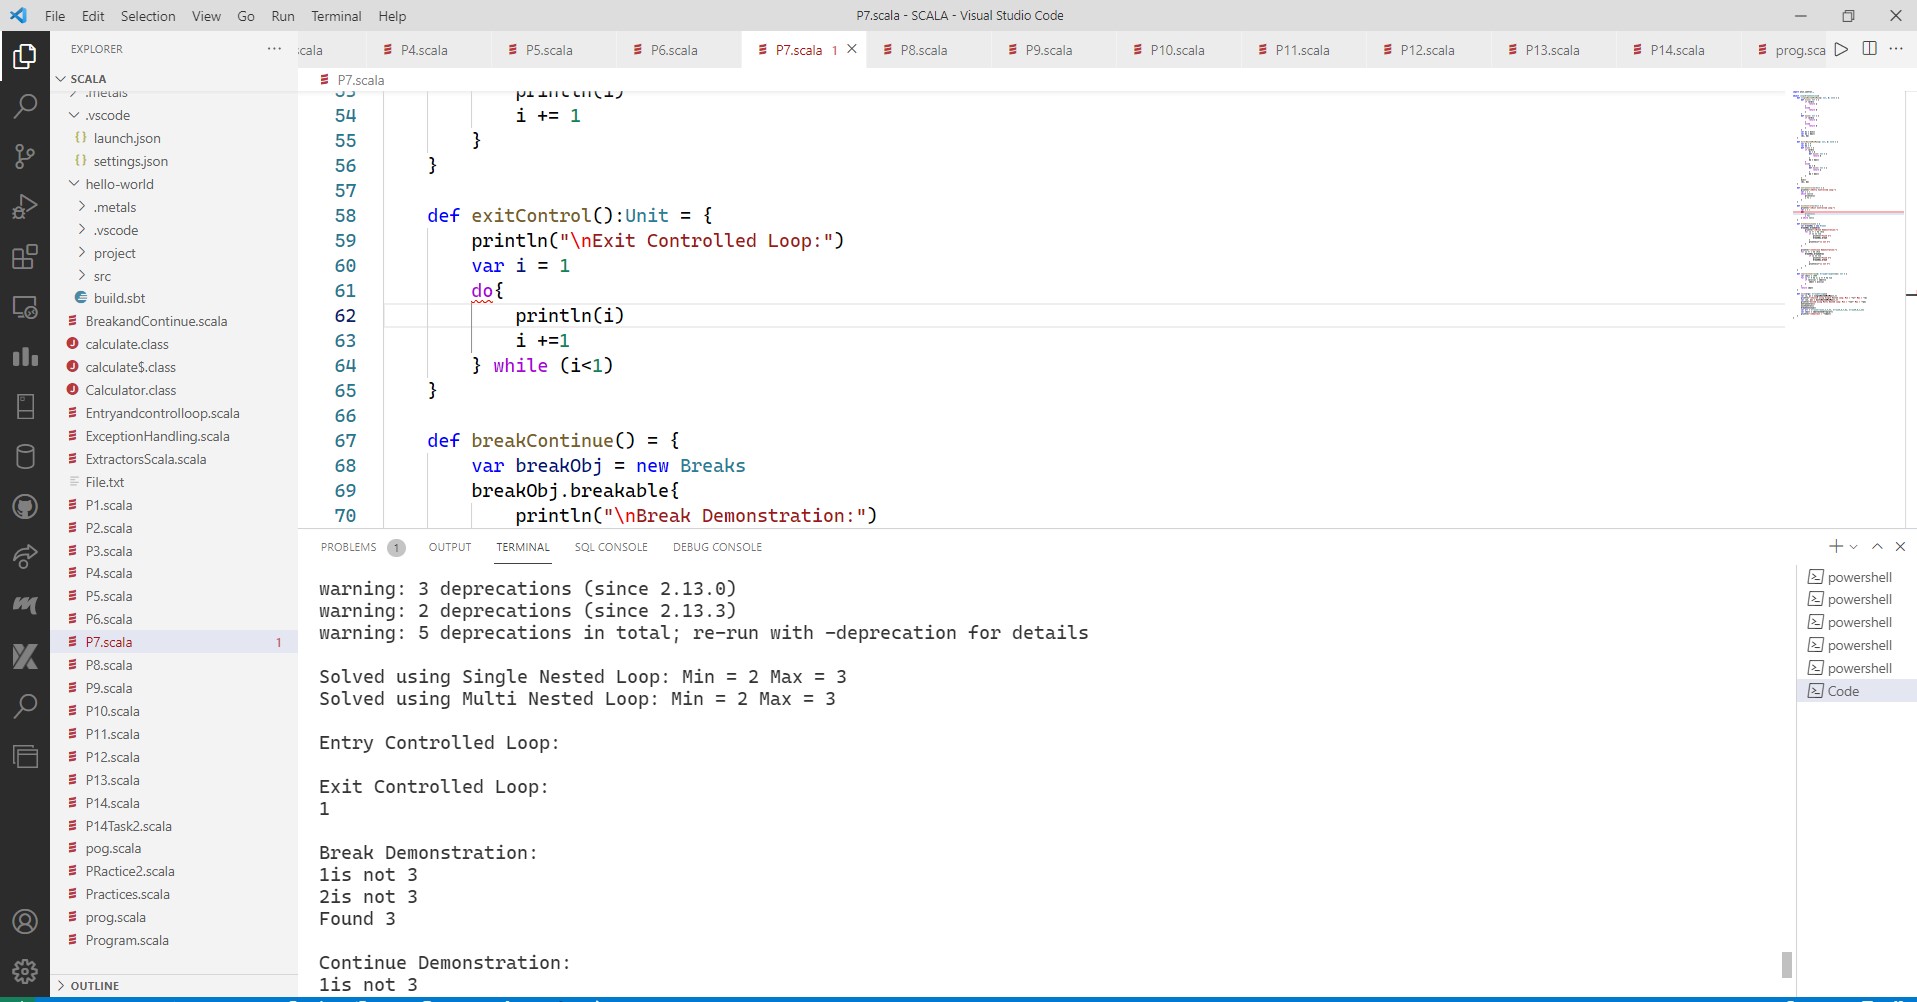 File Edit Selection View Go Run Terminal Help
P7.scala - SCALA - Visual Studio Code
EXPLORER
scala P4.scala P5.scala P6.scala P7.scala 1 P8.scala P9.scala P10.scala P11.scala P12.scala P13.scala P14.scala prog.sca
SCALA
.metals
.vscode
launch.json
settings.json
hello-world
.metals
.vscode
project
src
build.sbt
BreakandContinue.scala
calculate.class
calculate$.class
Calculator.class
Entryandcontrolloop.scala
ExceptionHandling.scala
ExtractorsScala.scala
File.txt
P1.scala
P2.scala
P3.scala
P4.scala
P5.scala
P6.scala
P7.scala 1
P8.scala
P9.scala
P10.scala
P11.scala
P12.scala
P13.scala
P14.scala
P14Task2.scala
pog.scala
PRactice2.scala
Practices.scala
prog.scala
Program.scala
OUTLINE
P7.scala
53 println(i)
54 i += 1
55 }
56 }
57
58 def exitControl():Unit = {
59 println("\nExit Controlled Loop:")
60 var i = 1
61 do{
62 println(i)
63 i +=1
64 } while (i<1)
65 }
66
67 def breakContinue() = {
68 var breakObj = new Breaks
69 breakObj.breakable{
70 println("\nBreak Demonstration:")
PROBLEMS 1 OUTPUT TERMINAL SQL CONSOLE DEBUG CONSOLE
warning: 3 deprecations (since 2.13.0)
warning: 2 deprecations (since 2.13.3)
warning: 5 deprecations in total; re-run with -deprecation for details
Solved using Single Nested Loop: Min = 2 Max = 3
Solved using Multi Nested Loop: Min = 2 Max = 3
Entry Controlled Loop:
Exit Controlled Loop:
1
Break Demonstration:
1is not 3
2is not 3
Found 3
Continue Demonstration:
1is not 3
powershell
powershell
powershell
powershell
powershell
Code